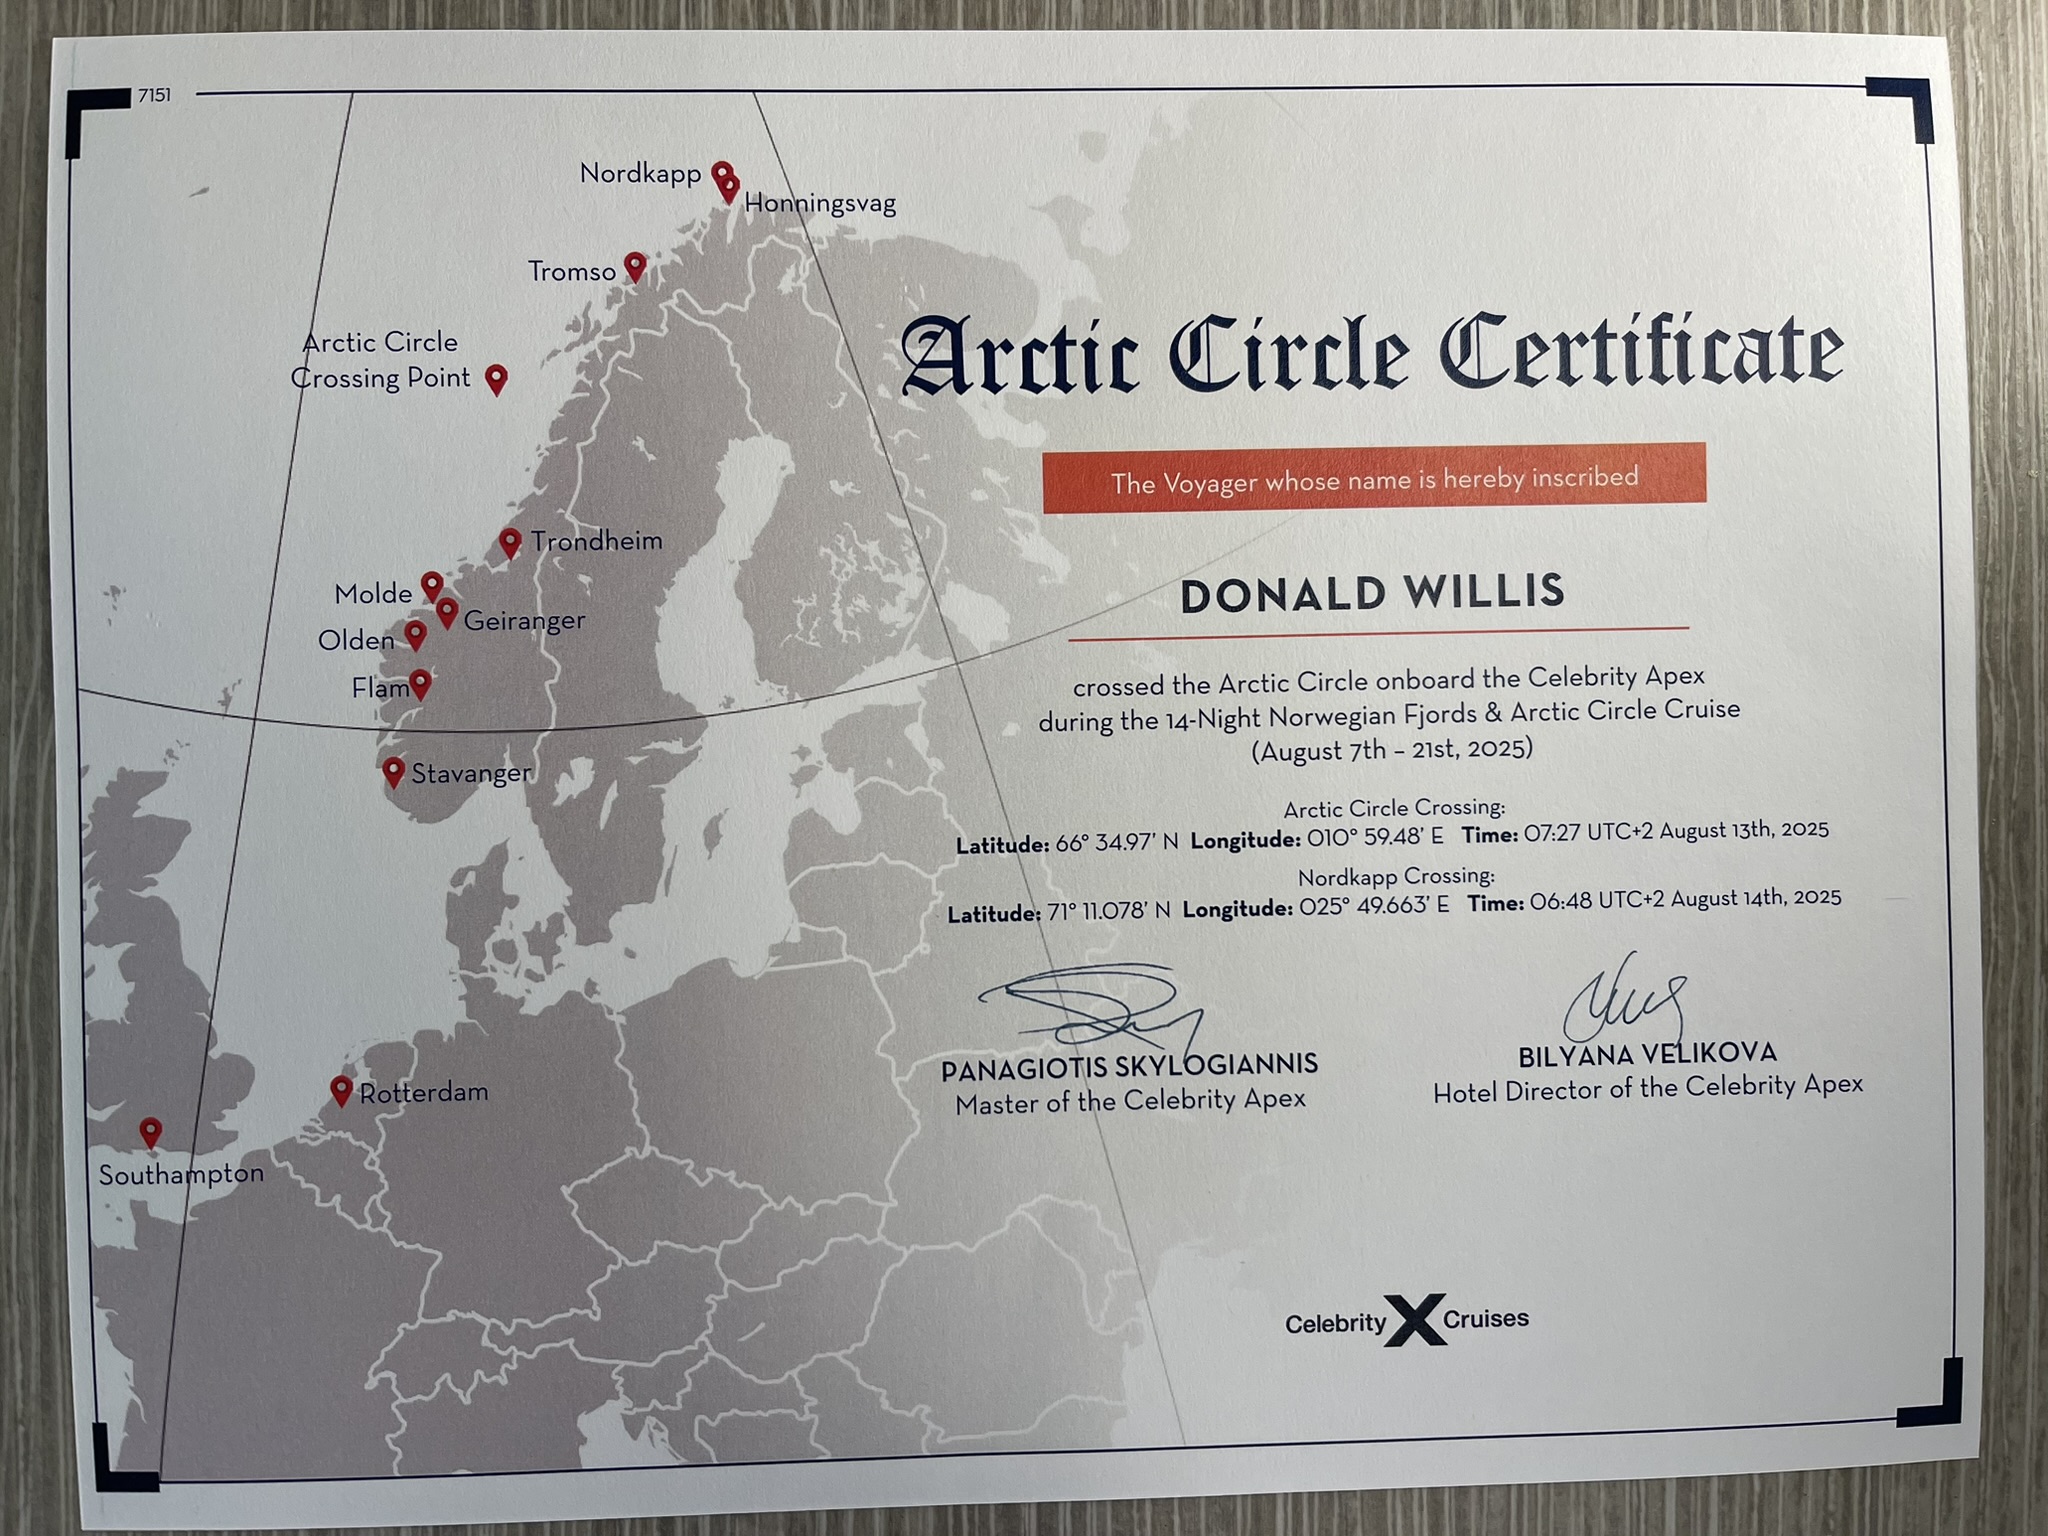 7151
Nordkapp
Honningsvag
Tromso
Arctic Circle
Crossing Point
Trondheim
Molde
Geiranger
Olden
Flam
Stavanger
Rotterdam
Southampton
Arctic Circle Certificate
The Voyager whose name is hereby inscribed
DONALD WILLIS
crossed the Arctic Circle onboard the Celebrity Apex
during the 14-Night Norwegian Fjords & Arctic Circle Cruise
(August 7th – 21st, 2025)
Arctic Circle Crossing:
Latitude: 66° 34.97' N Longitude: 010° 59.48' E Time: 07:27 UTC+2 August 13th, 2025
Nordkapp Crossing:
Latitude: 71° 11.078' N Longitude: 025° 49.663' E Time: 06:48 UTC+2 August 14th, 2025
PANAGIOTIS SKYLOGIANNIS
Master of the Celebrity Apex
BILYANA VELIKOVA
Hotel Director of the Celebrity Apex
Celebrity X Cruises